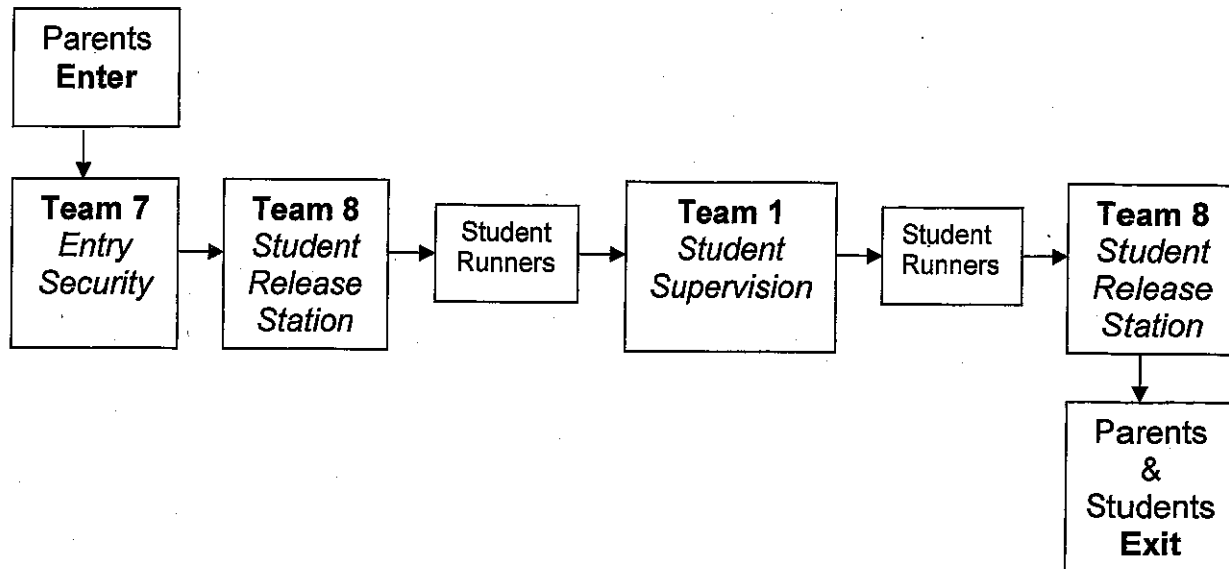 Parents
Enter
Team 7
Entry
Security
Team 8
Student
Release
Station
Student
Runners
Team 1
Student
Supervision
Student
Runners
Team 8
Student
Release
Station
Parents
&
Students
Exit